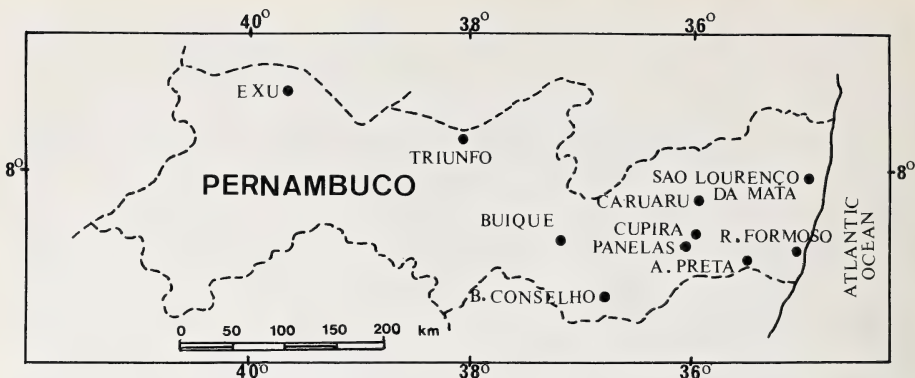 40° 38° 36°
EXU
TRIUNFO
8° 8°
PERNAMBUCO
SAO LOURENÇO
DA MATA
CARUARU
BUIQUE
CUPIRA
R. FORMOSO
PANELAS
A. PRETA
ATLANTIC
OCEAN
B. CONSELHO
0 50 100 150 200 km
40° 38° 36°